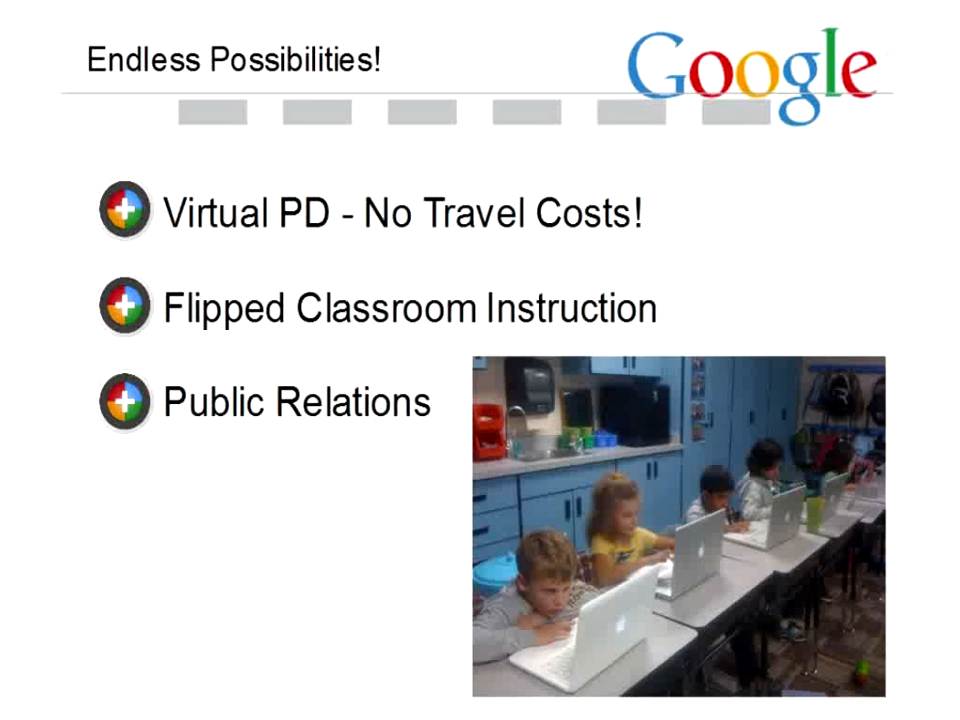 Endless Possibilities!
Google
Virtual PD - No Travel Costs!
Flipped Classroom Instruction
Public Relations